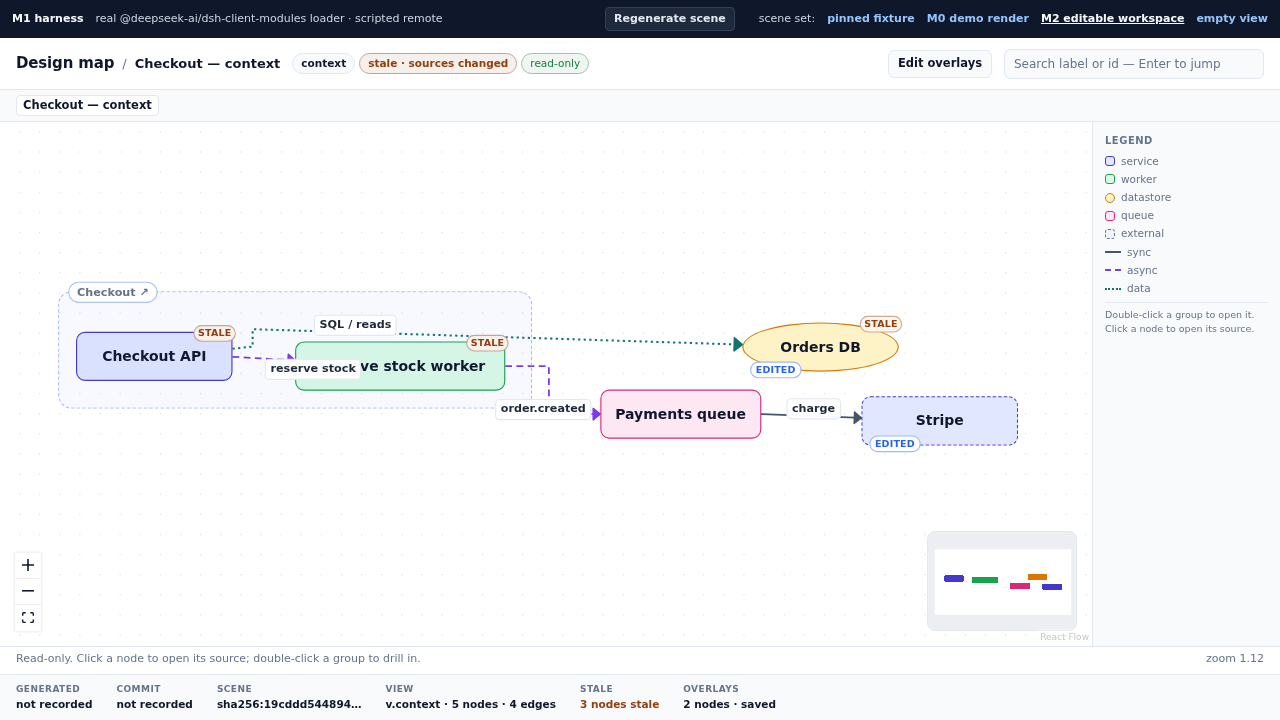 M1 harness real @deepseek-ai/dsh-client-modules loader · scripted remote Regenerate scene scene set: pinned fixture M0 demo render M2 editable workspace empty view
Design map / Checkout — context context stale · sources changed read-only Edit overlays Search label or id — Enter to jump
Checkout — context
LEGEND
service
worker
datastore
queue
external
sync
async
data
Double-click a group to open it.
Click a node to open its source.
Checkout ↗
SQL / reads
STALE
STALE
STALE
Checkout API
reserve stock
ve stock worker
Orders DB
EDITED
order.created
Payments queue
charge
Stripe
EDITED
React Flow
Read-only. Click a node to open its source; double-click a group to drill in. zoom 1.12
GENERATED COMMIT SCENE VIEW STALE OVERLAYS
not recorded not recorded sha256:19cddd544894… v.context · 5 nodes · 4 edges 3 nodes stale 2 nodes · saved